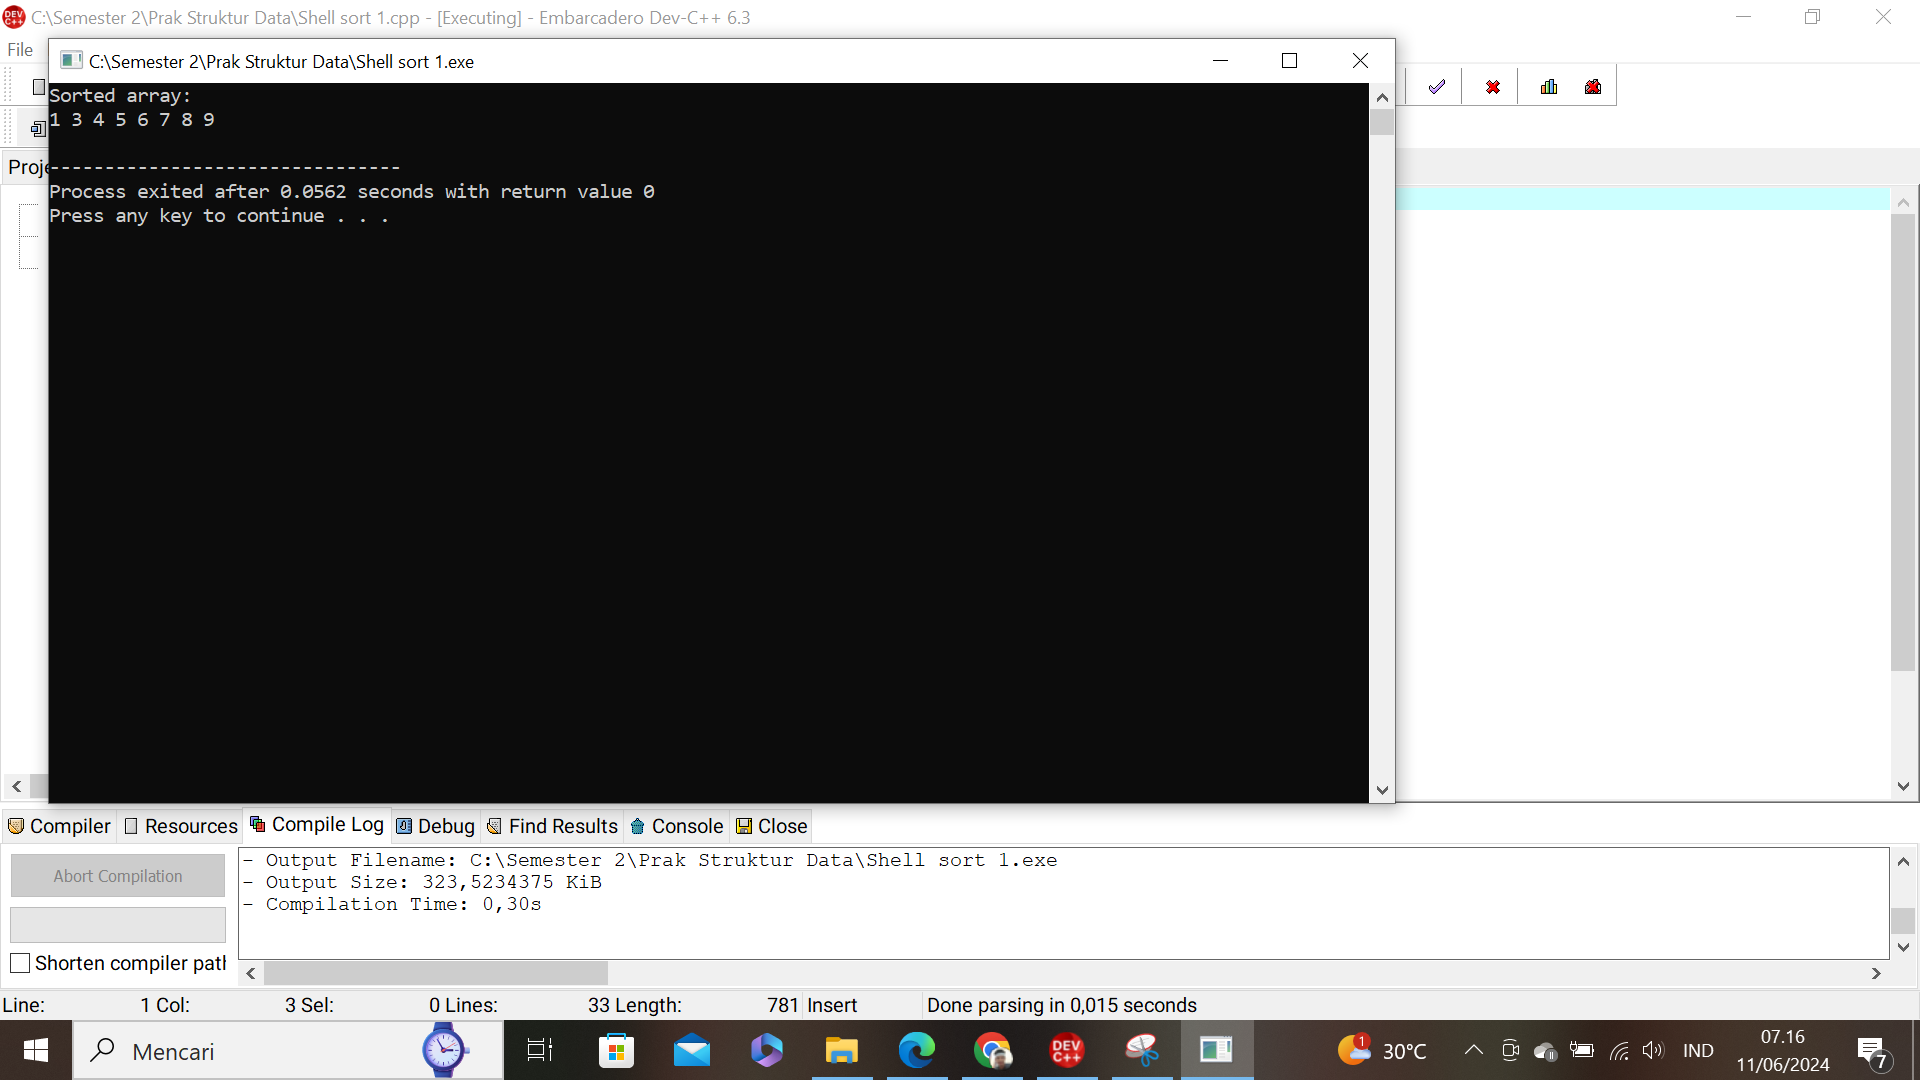 C:\Semester 2\Prak Struktur Data\Shell sort 1.cpp - [Executing] - Embarcadero Dev-C++ 6.3
File
C:\Semester 2\Prak Struktur Data\Shell sort 1.exe
Sorted array:
1 3 4 5 6 7 8 9
--------------------------------
Proje
Process exited after 0.0562 seconds with return value 0
Press any key to continue . . .
Compiler Resources Compile Log Debug Find Results Console Close
Abort Compilation
- Output Filename: C:\Semester 2\Prak Struktur Data\Shell sort 1.exe
- Output Size: 323,5234375 KiB
- Compilation Time: 0,30s
Shorten compiler patl
Line: 1 Col: 3 Sel: 0 Lines: 33 Length: 781 Insert Done parsing in 0,015 seconds
Mencari
DEV C++
1
30°C
IND
07.16
11/06/2024
7